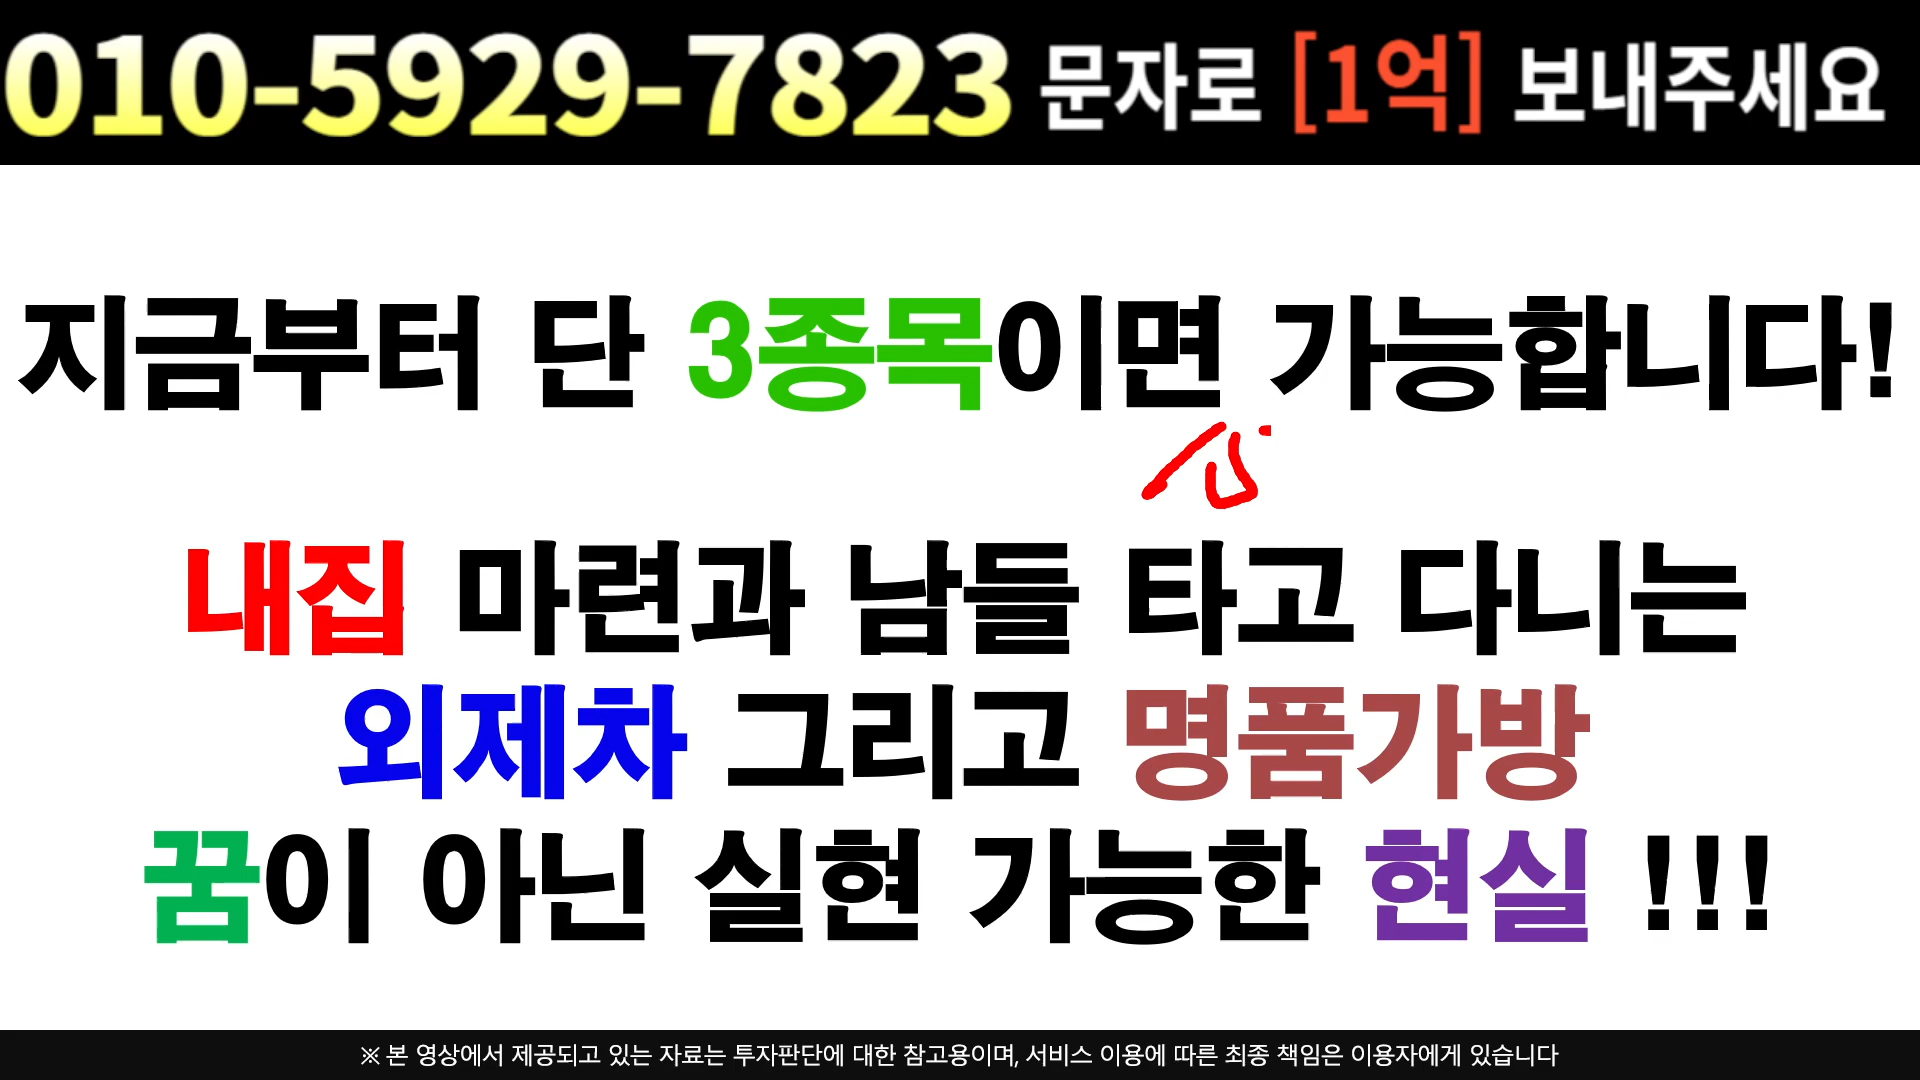 010-5929-7823 문자로 [1억] 보내주세요
지금부터 단 3종목이면 가능합니다!
내집 마련과 남들 타고 다니는
외제차 그리고 명품가방
꿈이 아닌 실현 가능한 현실 !!!
※ 본 영상에서 제공되고 있는 자료는 투자판단에 대한 참고용이며, 서비스 이용에 따른 최종 책임은 이용자에게 있습니다